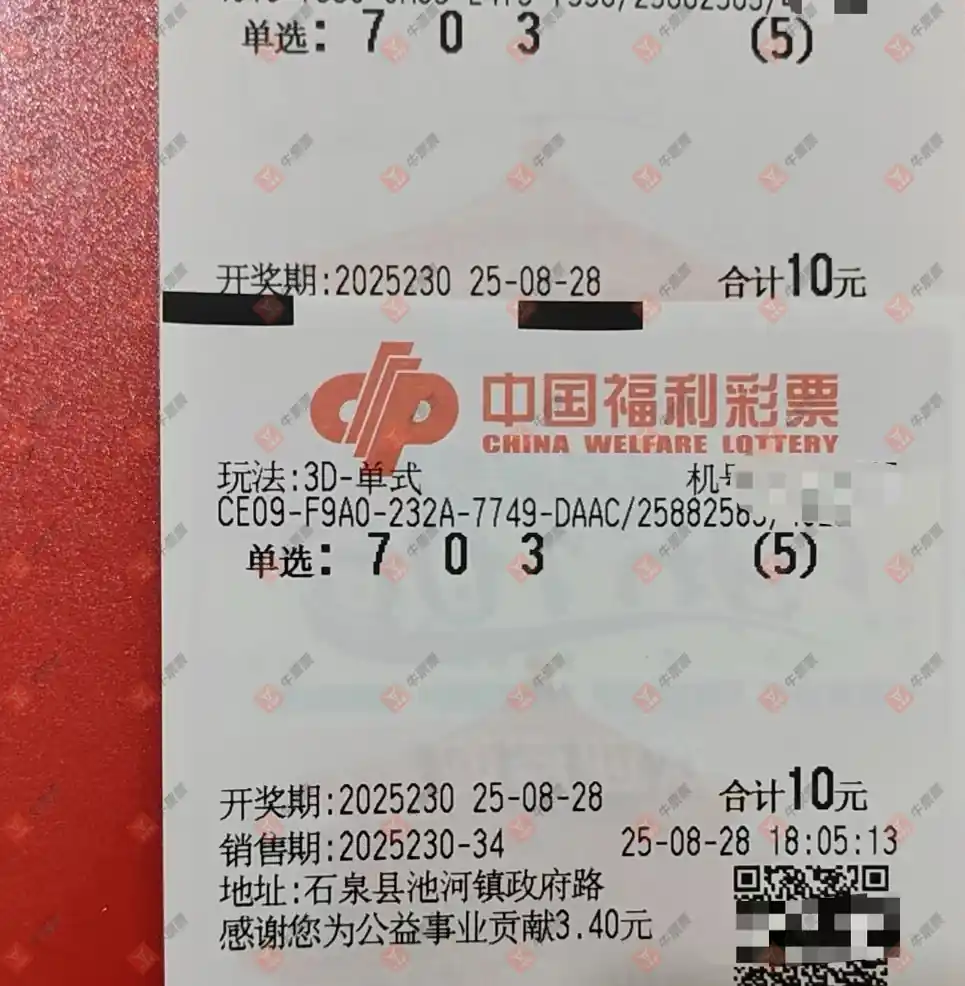 单选: 7 0 3 (5)
开奖期:2025230 25-08-28 合计10元
中国福利彩票
CHINA WELFARE LOTTERY
玩法:3D-单式 机号
CE09-F9A0-232A-7749-DAAC/258825
单选: 7 0 3 (5)
开奖期:2025230 25-08-28 合计10元
销售期:2025230-34 25-08-28 18:05:13
地址:石泉县池河镇政府路
感谢您为公益事业贡献3.40元